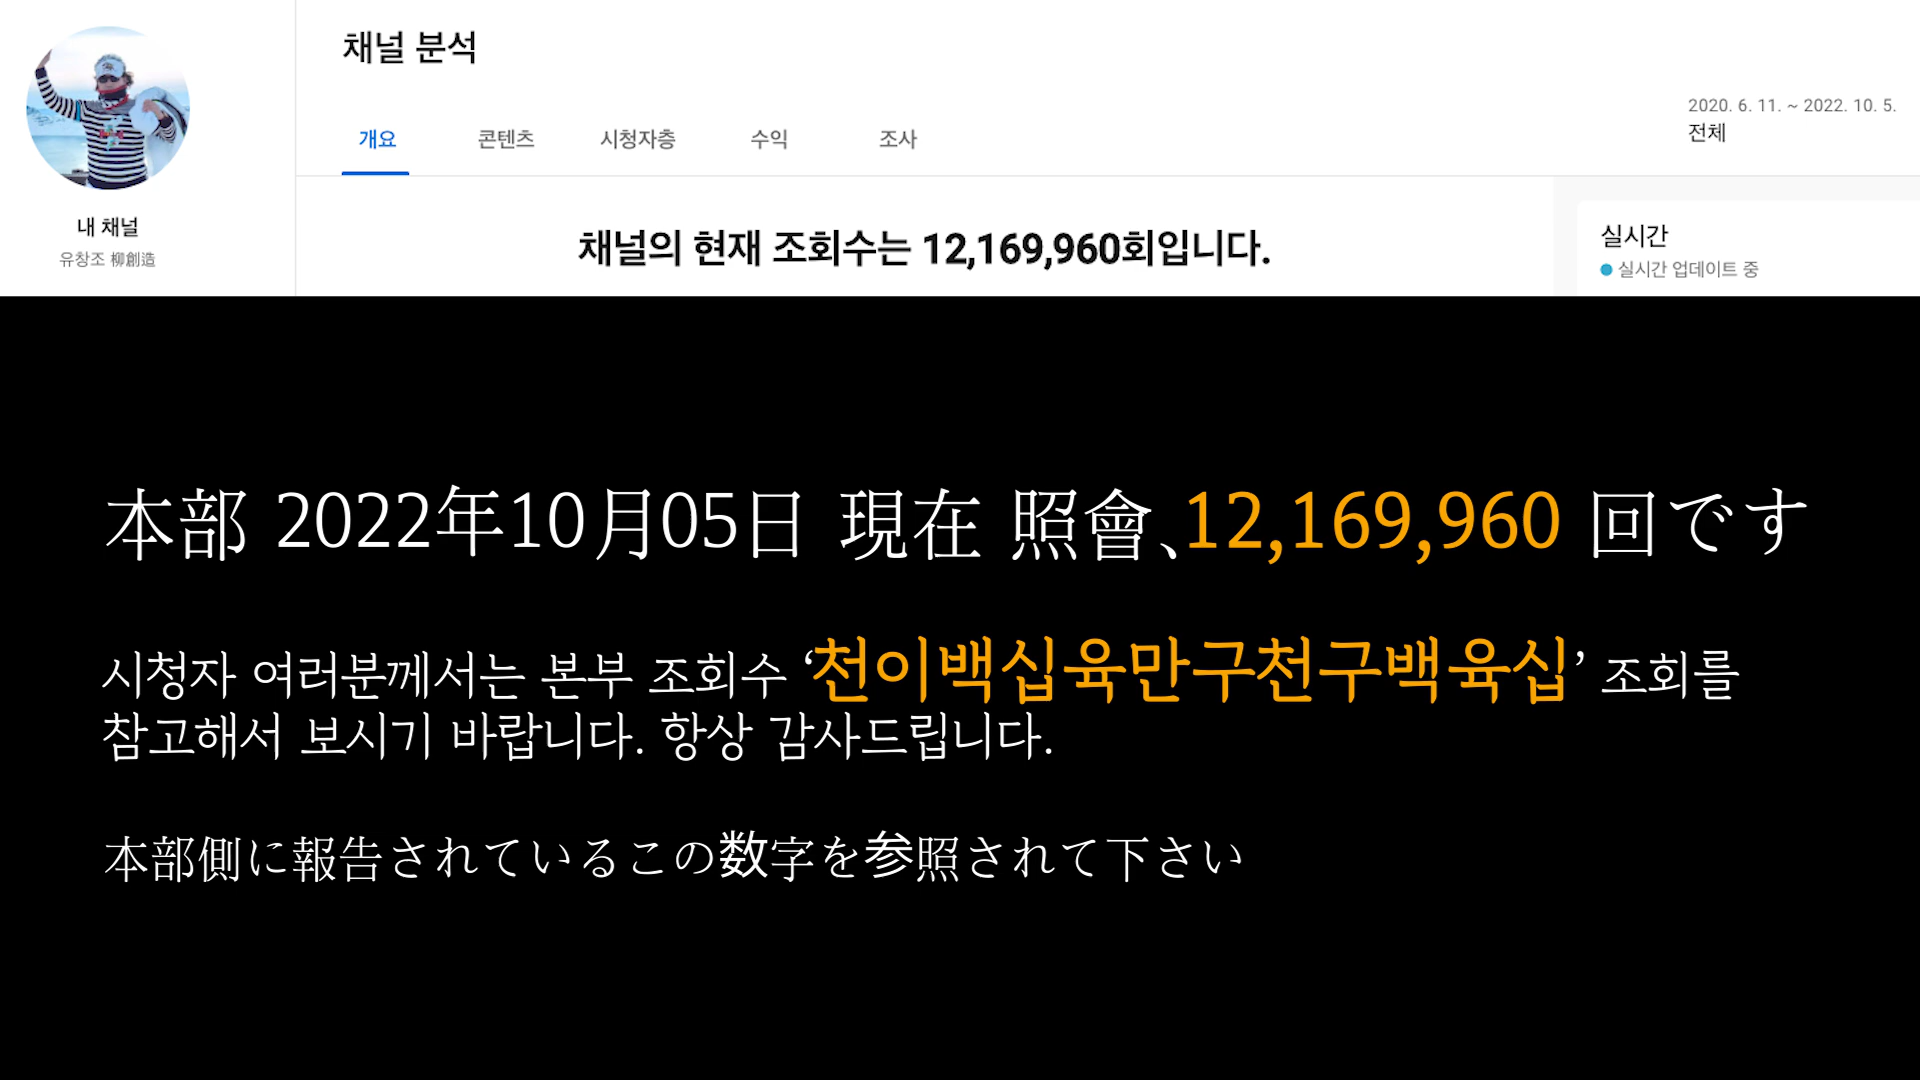 채널 분석
2020. 6. 11. ~ 2022. 10. 5.
전체
개요 콘텐츠 시청자층 수익 조사
내 채널
유창조 柳創造
채널의 현재 조회수는 12,169,960회입니다.
실시간
실시간 업데이트 중
本部 2022年10月05日 現在 照會、12,169,960 回です
시청자 여러분께서는 본부 조회수 ‘천이백십육만구천구백육십’ 조회를
참고해서 보시기 바랍니다. 항상 감사드립니다.
本部側に報告されているこの数字を参照されて下さい